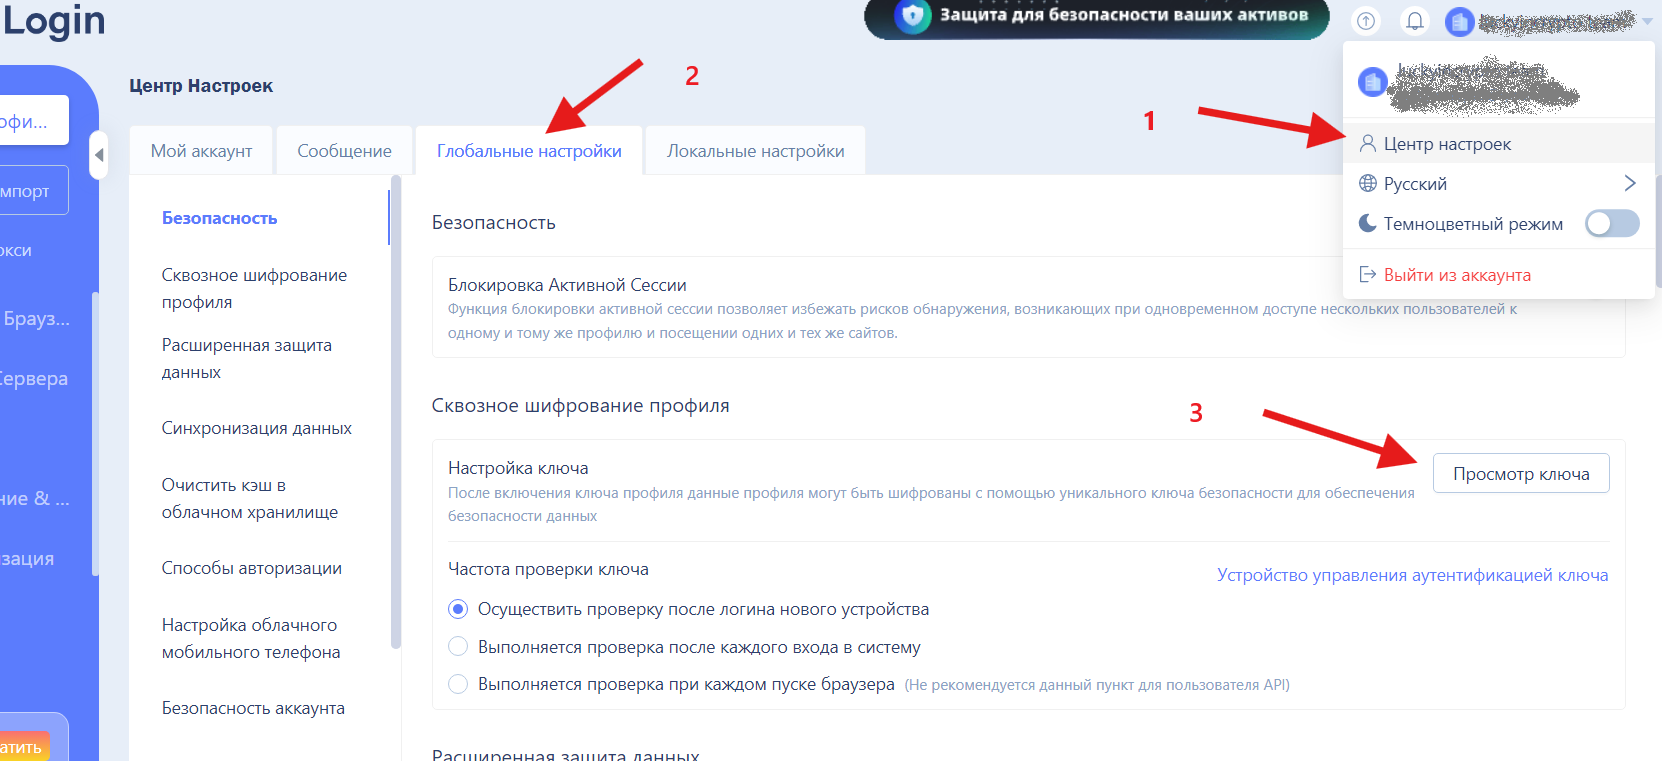 Login
Защита для безопасности ваших активов
Центр Настроек
2
1
офи...
Мой аккаунт
Сообщение
Глобальные настройки
Локальные настройки
Центр настроек
Русский
Темноцветный режим
Выйти из аккаунта
мпорт
окси
Брауз...
Сервера
ние & ...
зация
атить
Безопасность
Сквозное шифрование
профиля
Расширенная защита
данных
Синхронизация данных
Очистить кэш в
облачном хранилище
Способы авторизации
Настройка облачного
мобильного телефона
Безопасность аккаунта
Безопасность
Блокировка Активной Сессии
Функция блокировки активной сессии позволяет избежать рисков обнаружения, возникающих при одновременном доступе нескольких пользователей к
одному и тому же профилю и посещении одних и тех же сайтов.
Сквозное шифрование профиля
3
Настройка ключа
После включения ключа профиля данные профиля могут быть шифрованы с помощью уникального ключа безопасности для обеспечения
безопасности данных
Просмотр ключа
Частота проверки ключа
Устройство управления аутентификацией ключа
Осуществить проверку после логина нового устройства
Выполняется проверка после каждого входа в систему
Выполняется проверка при каждом пуске браузера (Не рекомендуется данный пункт для пользователя API)
Расширенная защита данных